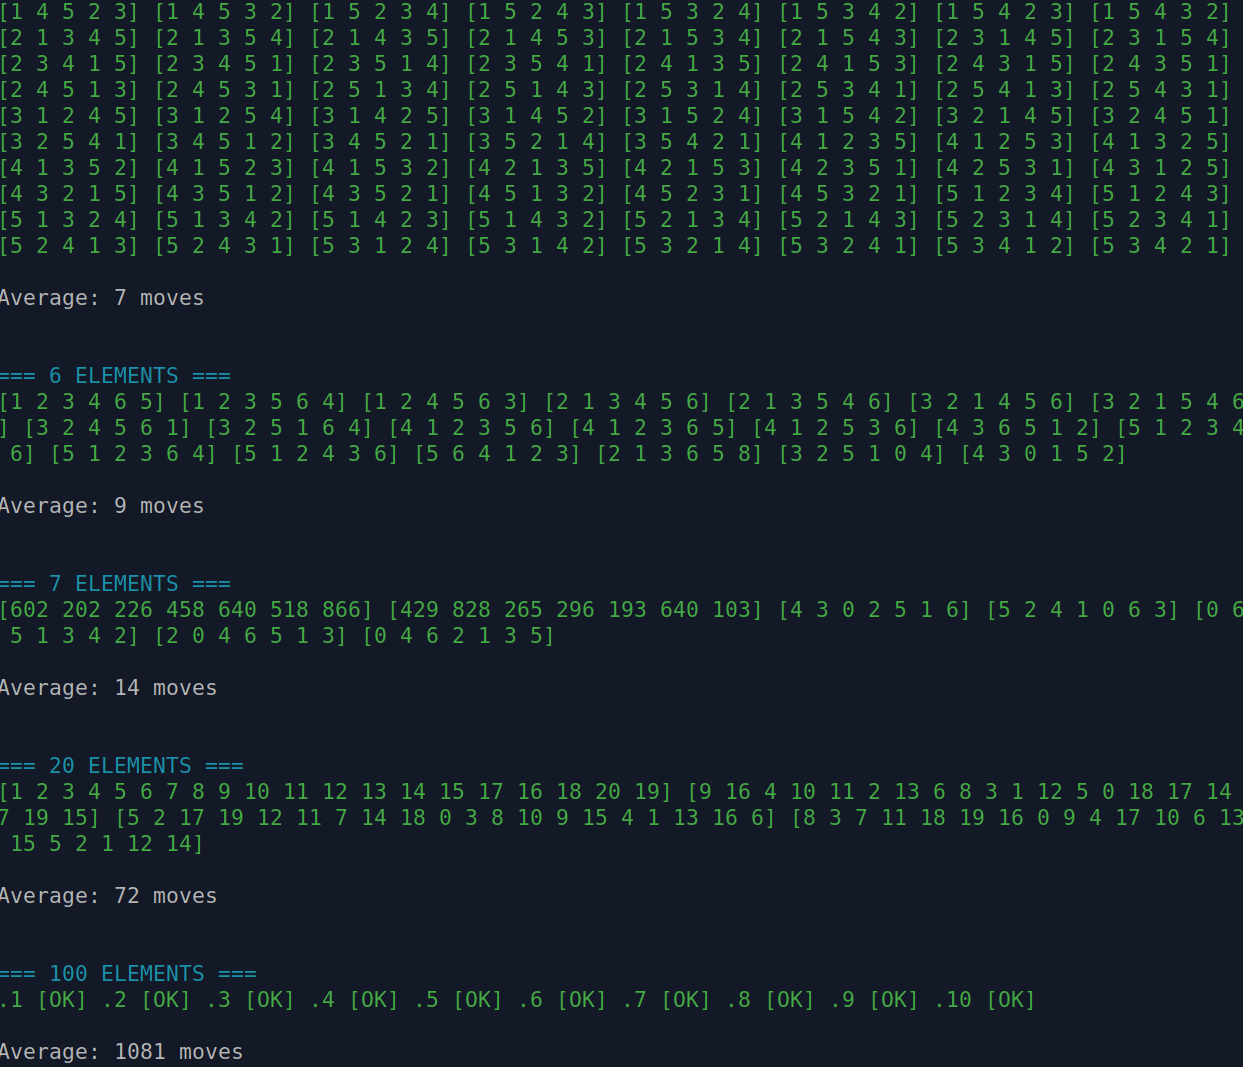 [1 4 5 2 3] [1 4 5 3 2] [1 5 2 3 4] [1 5 2 4 3] [1 5 3 2 4] [1 5 3 4 2] [1 5 4 2 3] [1 5 4 3 2]
[2 1 3 4 5] [2 1 3 5 4] [2 1 4 3 5] [2 1 4 5 3] [2 1 5 3 4] [2 1 5 4 3] [2 3 1 4 5] [2 3 1 5 4]
[2 3 4 1 5] [2 3 4 5 1] [2 3 5 1 4] [2 3 5 4 1] [2 4 1 3 5] [2 4 1 5 3] [2 4 3 1 5] [2 4 3 5 1]
[2 4 5 1 3] [2 4 5 3 1] [2 5 1 3 4] [2 5 1 4 3] [2 5 3 1 4] [2 5 3 4 1] [2 5 4 1 3] [2 5 4 3 1]
[3 1 2 4 5] [3 1 2 5 4] [3 1 4 2 5] [3 1 4 5 2] [3 1 5 2 4] [3 1 5 4 2] [3 2 1 4 5] [3 2 4 5 1]
[3 2 5 4 1] [3 4 5 1 2] [3 4 5 2 1] [3 5 2 1 4] [3 5 4 2 1] [4 1 2 3 5] [4 1 2 5 3] [4 1 3 2 5]
[4 1 3 5 2] [4 1 5 2 3] [4 1 5 3 2] [4 2 1 3 5] [4 2 1 5 3] [4 2 3 5 1] [4 2 5 3 1] [4 3 1 2 5]
[4 3 2 1 5] [4 3 5 1 2] [4 3 5 2 1] [4 5 1 3 2] [4 5 2 3 1] [4 5 3 2 1] [5 1 2 3 4] [5 1 2 4 3]
[5 1 3 2 4] [5 1 3 4 2] [5 1 4 2 3] [5 1 4 3 2] [5 2 1 3 4] [5 2 1 4 3] [5 2 3 1 4] [5 2 3 4 1]
[5 2 4 1 3] [5 2 4 3 1] [5 3 1 2 4] [5 3 1 4 2] [5 3 2 1 4] [5 3 2 4 1] [5 3 4 1 2] [5 3 4 2 1]
Average: 7 moves
=== 6 ELEMENTS ===
[1 2 3 4 6 5] [1 2 3 5 6 4] [1 2 4 5 6 3] [2 1 3 4 5 6] [2 1 3 5 4 6] [3 2 1 4 5 6] [3 2 1 5 4 6
] [3 2 4 5 6 1] [3 2 5 1 6 4] [4 1 2 3 5 6] [4 1 2 3 6 5] [4 1 2 5 3 6] [4 3 6 5 1 2] [5 1 2 3 4
6] [5 1 2 3 6 4] [5 1 2 4 3 6] [5 6 4 1 2 3] [2 1 3 6 5 8] [3 2 5 1 0 4] [4 3 0 1 5 2]
Average: 9 moves
=== 7 ELEMENTS ===
[602 202 226 458 640 518 866] [429 828 265 296 193 640 103] [4 3 0 2 5 1 6] [5 2 4 1 0 6 3] [0 6
5 1 3 4 2] [2 0 4 6 5 1 3] [0 4 6 2 1 3 5]
Average: 14 moves
=== 20 ELEMENTS ===
[1 2 3 4 5 6 7 8 9 10 11 12 13 14 15 17 16 18 20 19] [9 16 4 10 11 2 13 6 8 3 1 12 5 0 18 17 14
7 19 15] [5 2 17 19 12 11 7 14 18 0 3 8 10 9 15 4 1 13 16 6] [8 3 7 11 18 19 16 0 9 4 17 10 6 13
15 5 2 1 12 14]
Average: 72 moves
=== 100 ELEMENTS ===
.1 [OK] .2 [OK] .3 [OK] .4 [OK] .5 [OK] .6 [OK] .7 [OK] .8 [OK] .9 [OK] .10 [OK]
Average: 1081 moves